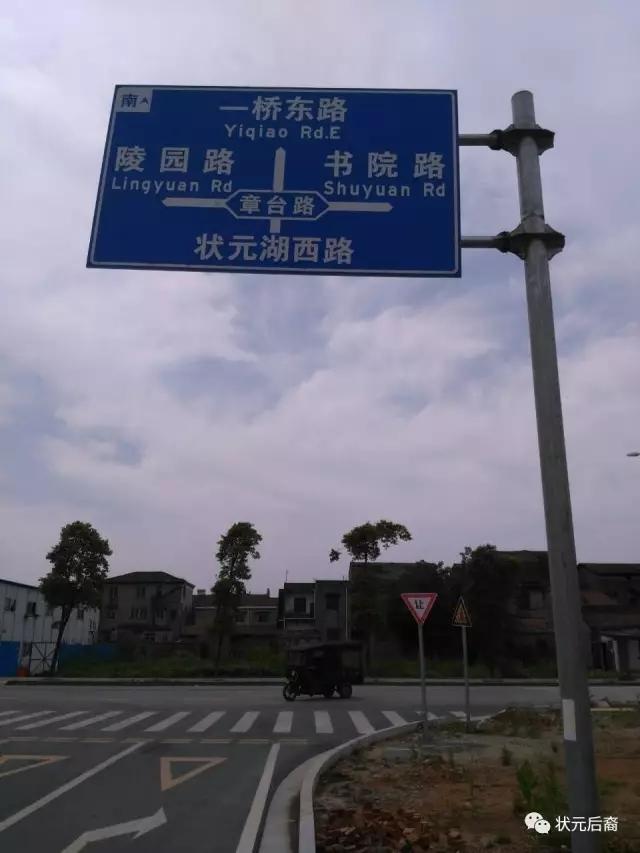 南
一桥东路
Yiqiao Rd.E
陵园路
Lingyuan Rd
书院路
Shuyuan Rd
章台路
状元湖西路
让
状元后裔